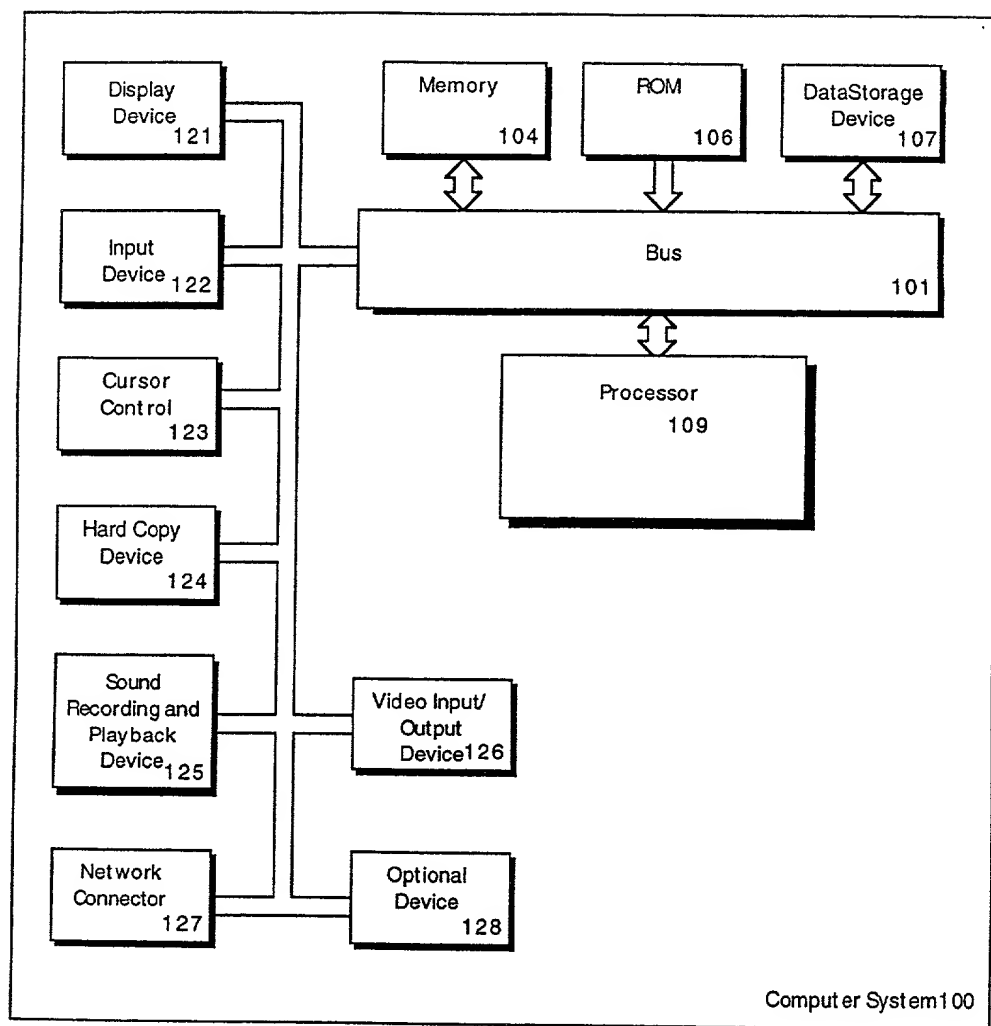 Display
Device
121
Memory
104
ROM
106
DataStorage
Device
107
Input
Device
122
Bus
101
Cursor
Control
123
Processor
109
Hard Copy
Device
124
Sound
Recording and
Playback
Device
125
Video Input/
Output
Device126
Network
Connector
127
Optional
Device
128
Computer System100